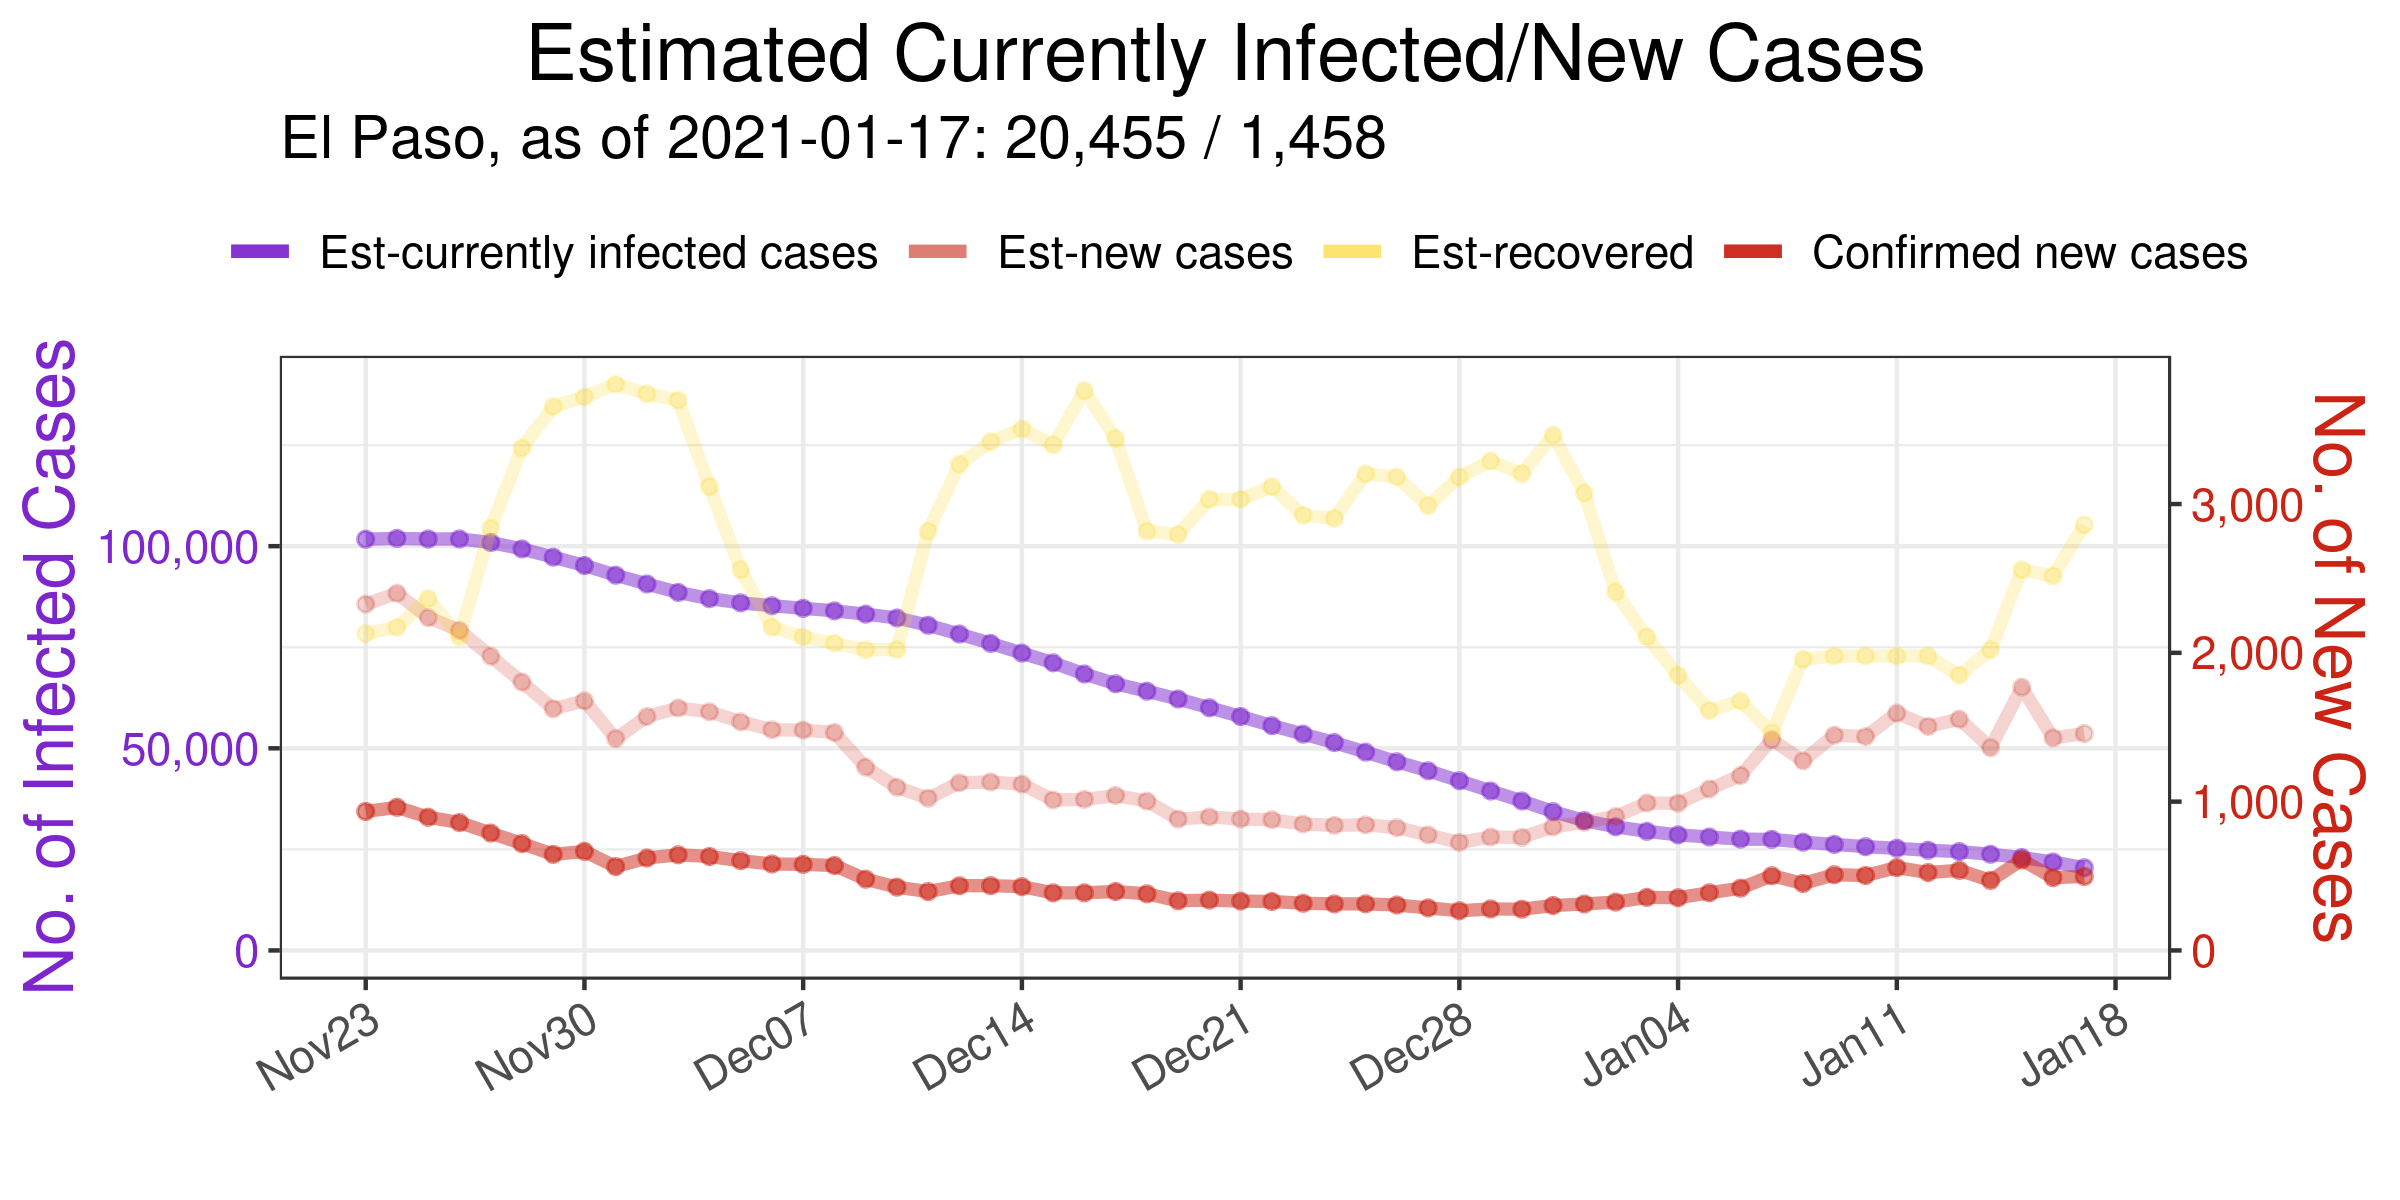 Estimated Currently Infected/New Cases
El Paso, as of 2021-01-17: 20,455 / 1,458
Est-currently infected cases Est-new cases Est-recovered Confirmed new cases
No. of Infected Cases
100,000
50,000
0
3,000
2,000
1,000
0
No. of New Cases
Nov23 Nov30 Dec07 Dec14 Dec21 Dec28 Jan04 Jan11 Jan18